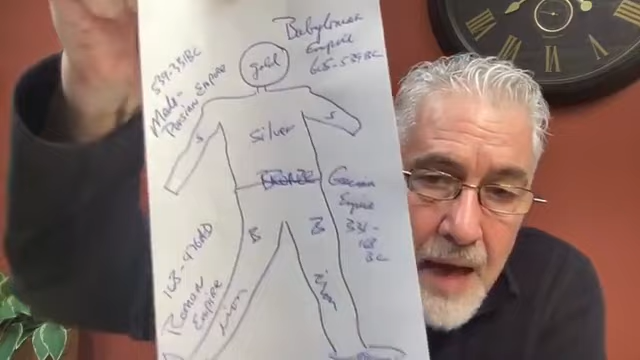 Babylonian
Empire
605-539BC
gold
539-331BC
Medo-
Persian Empire
S
S
Silver
BRONZE
Grecian
Empire
331-
168
BC
B
B
168-476AD
Roman
Empire
iron
iron